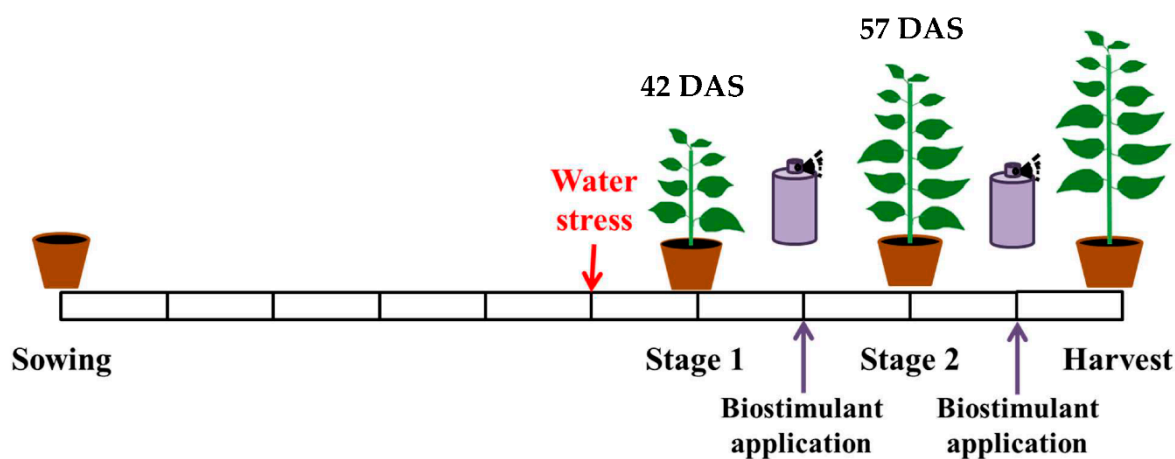 57 DAS
42 DAS
Water
stress
Sowing
Stage 1
Stage 2
Harvest
Biostimulant
application
Biostimulant
application